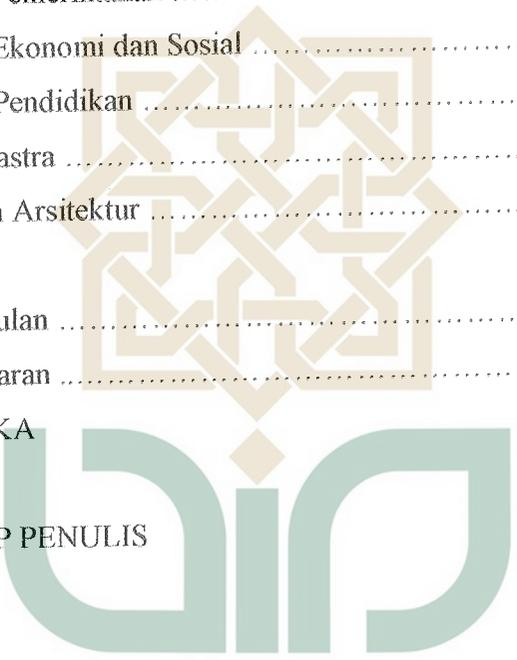 Ekonomi dan Sosial ........................................
Pendidikan ........................................................
astra ....................................................................
Arsitektur .......................................................
ulan .....................................................................
aran .....................................................................
KA
P PENULIS